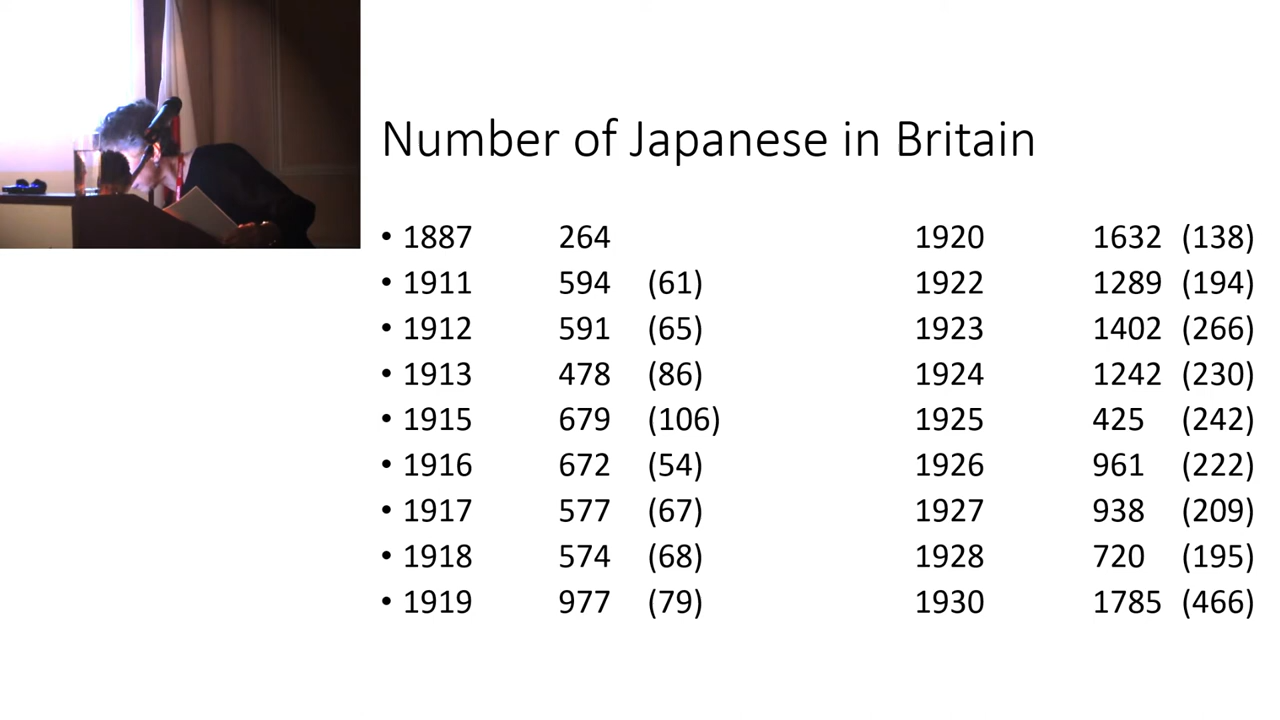 Number of Japanese in Britain
• 1887 264 1920 1632 (138)
• 1911 594 (61) 1922 1289 (194)
• 1912 591 (65) 1923 1402 (266)
• 1913 478 (86) 1924 1242 (230)
• 1915 679 (106) 1925 425 (242)
• 1916 672 (54) 1926 961 (222)
• 1917 577 (67) 1927 938 (209)
• 1918 574 (68) 1928 720 (195)
• 1919 977 (79) 1930 1785 (466)